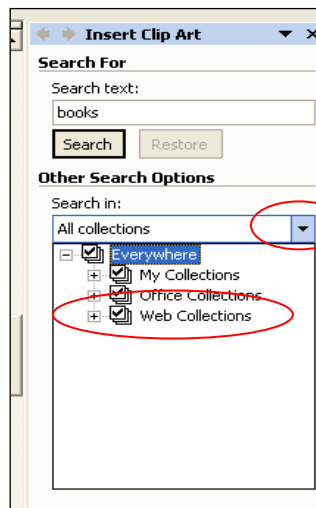 Insert Clip Art
Search For
Search text:
books
Search Restore
Other Search Options
Search in:
All collections
Everywhere
My Collections
Office Collections
Web Collections